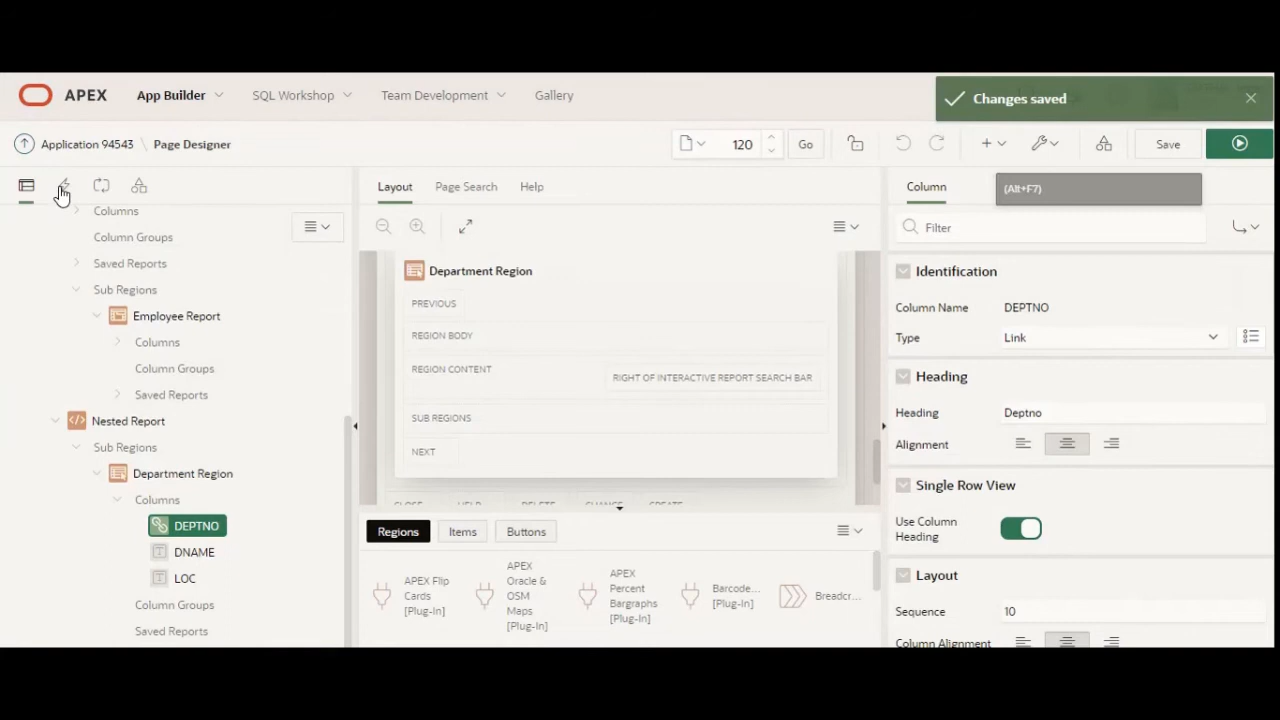 APEX
App Builder
SQL Workshop
Team Development
Gallery
Changes saved
Application 94543
Page Designer
120
Go
Save
Columns
Column Groups
Saved Reports
Sub Regions
Employee Report
Columns
Column Groups
Saved Reports
Nested Report
Sub Regions
Department Region
Columns
DEPTNO
DNAME
LOC
Column Groups
Saved Reports
Layout
Page Search
Help
Department Region
PREVIOUS
REGION BODY
REGION CONTENT
RIGHT OF INTERACTIVE REPORT SEARCH BAR
SUB REGIONS
NEXT
CLOSE
HELP
DELETE
CHANGE
CREATE
Regions
Items
Buttons
APEX Flip
Cards
[Plug-In]
APEX
Oracle &
OSM
Maps
[Plug-In]
APEX
Percent
Bargraphs
[Plug-In]
Barcode...
[Plug-In]
Breadcr...
Column
(Alt+F7)
Filter
Identification
Column Name
DEPTNO
Type
Link
Heading
Heading
Deptno
Alignment
Single Row View
Use Column
Heading
Layout
Sequence
10
Column Alignment